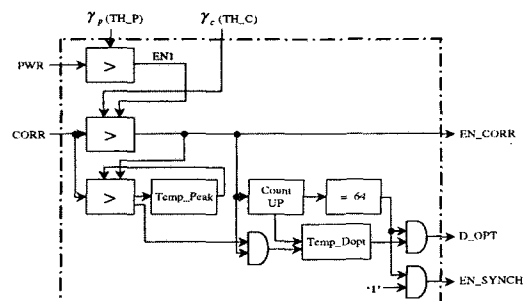 γp (TH_P) γc (TH_C)
PWR > EN1
CORR > EN_CORR
> Temp_Peak Count UP = 64
Temp_Dopt D_OPT
'1' EN_SYNCH